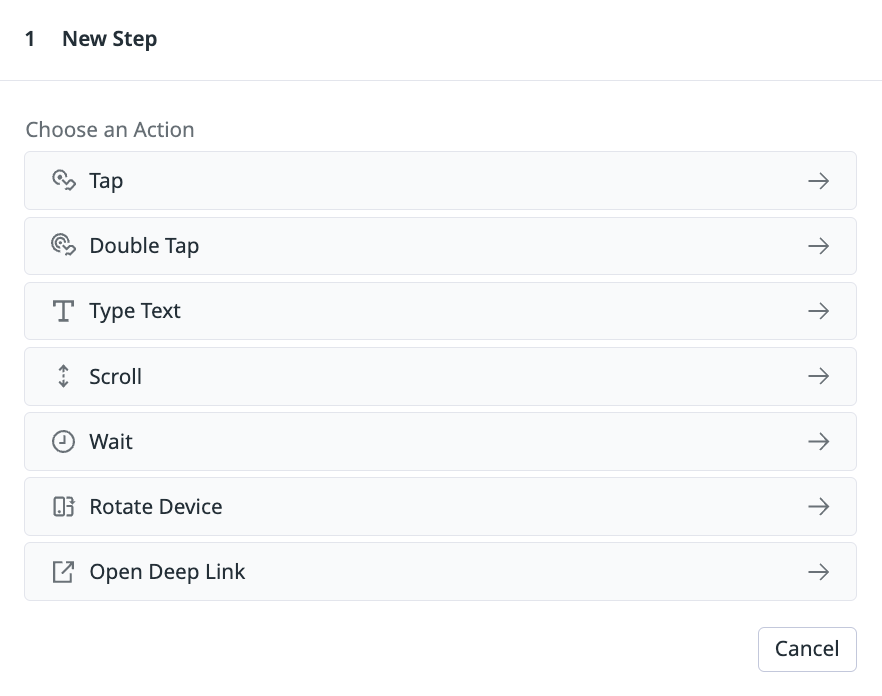 1 New Step
Choose an Action
Tap
Double Tap
Type Text
Scroll
Wait
Rotate Device
Open Deep Link
Cancel